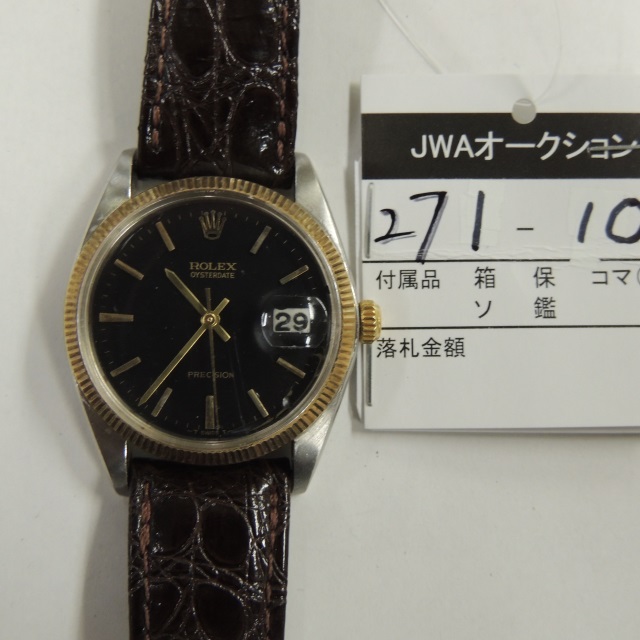 ROLEX
OYSTERDATE
29
PRECISION
JWAオークション
271-10
付属品 箱 保 コマ(
ソ 鑑
落札金額